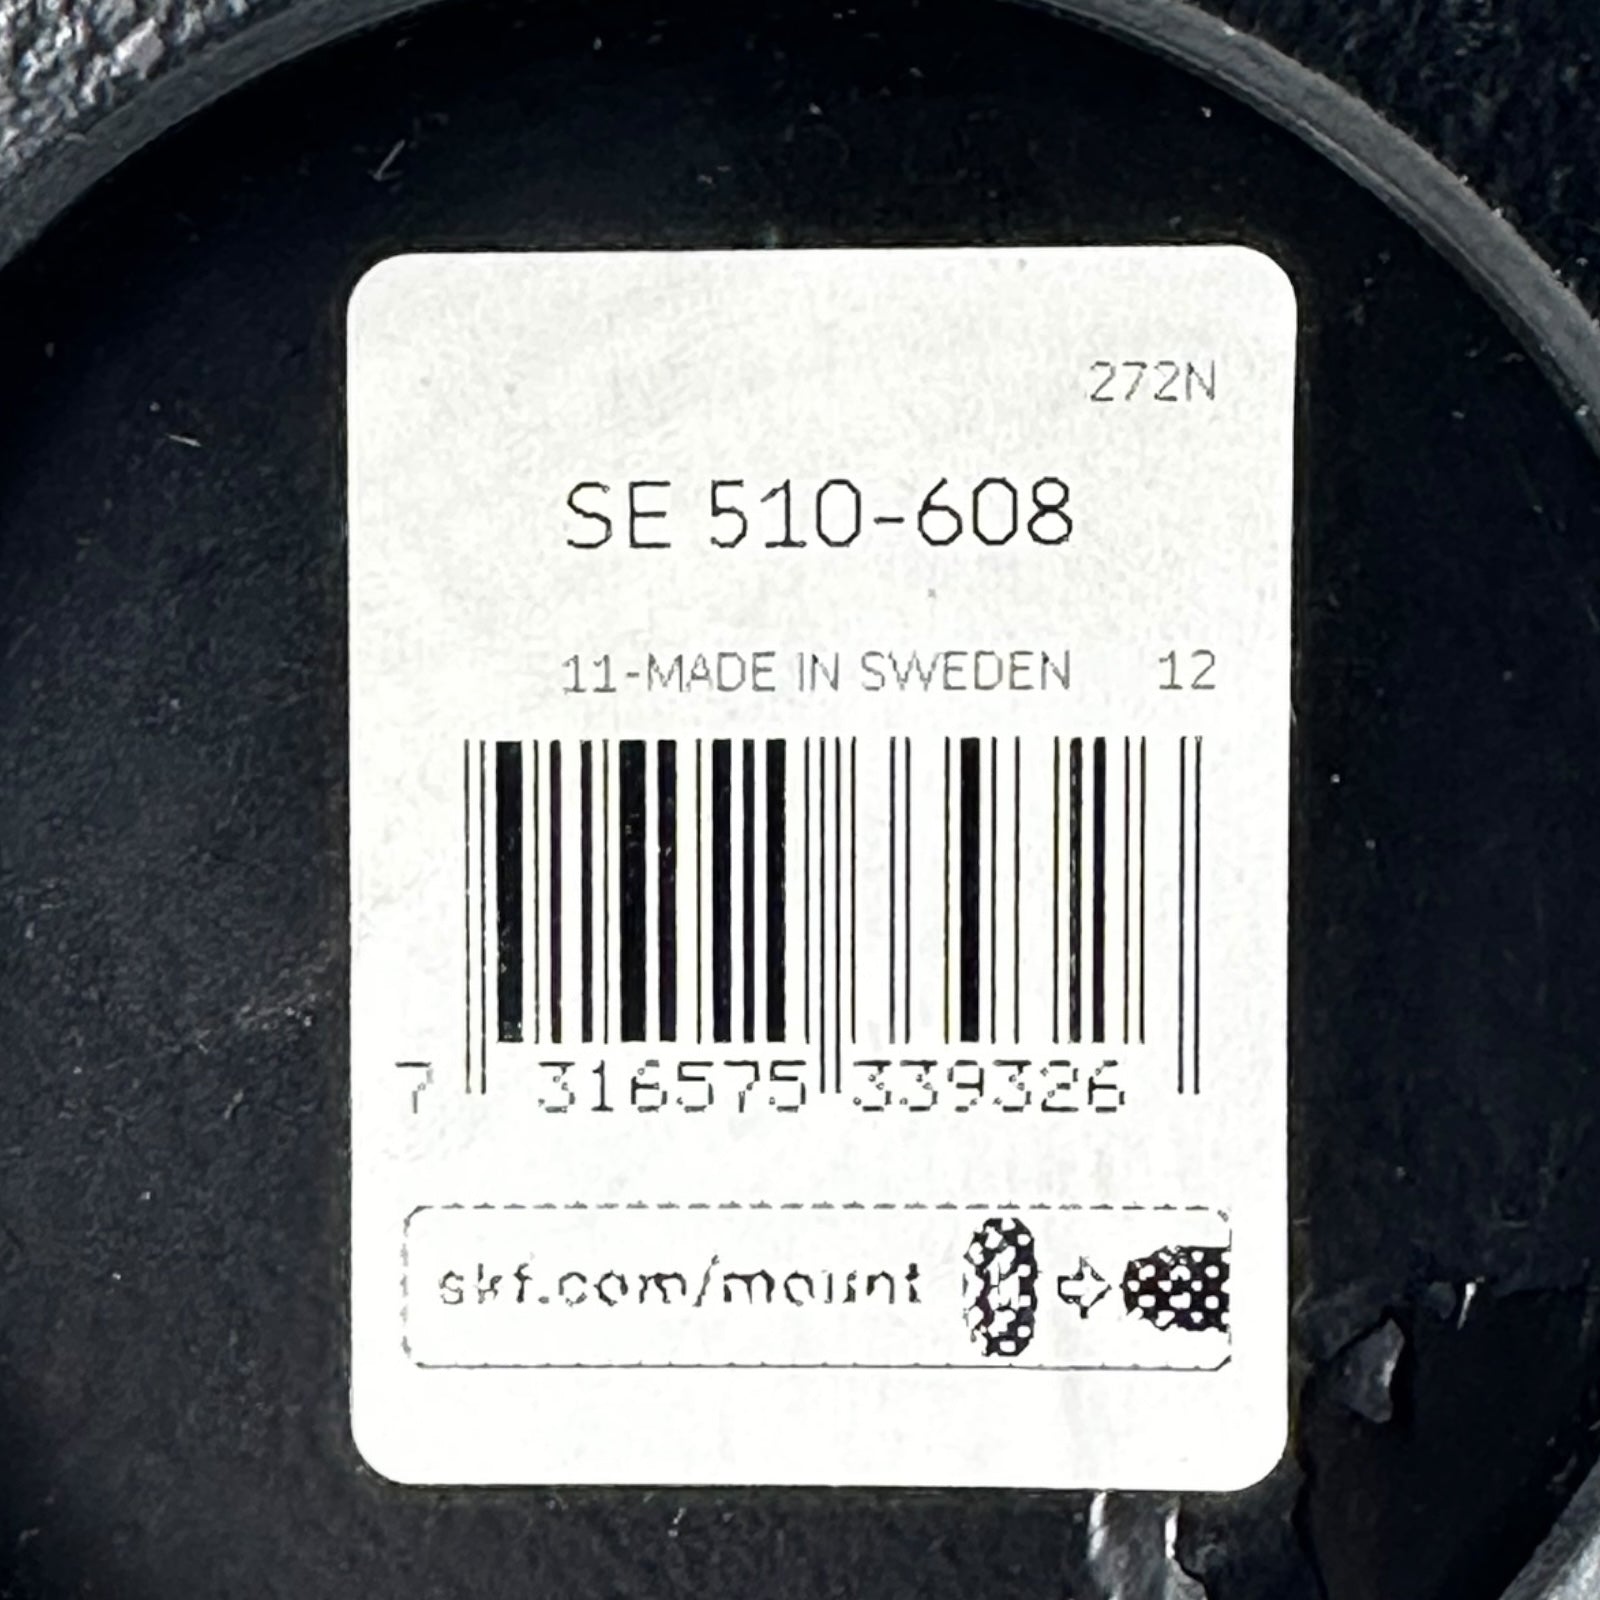 272N
SE 510-608
11-MADE IN SWEDEN 12
7 316575 339326
skf.com/mount